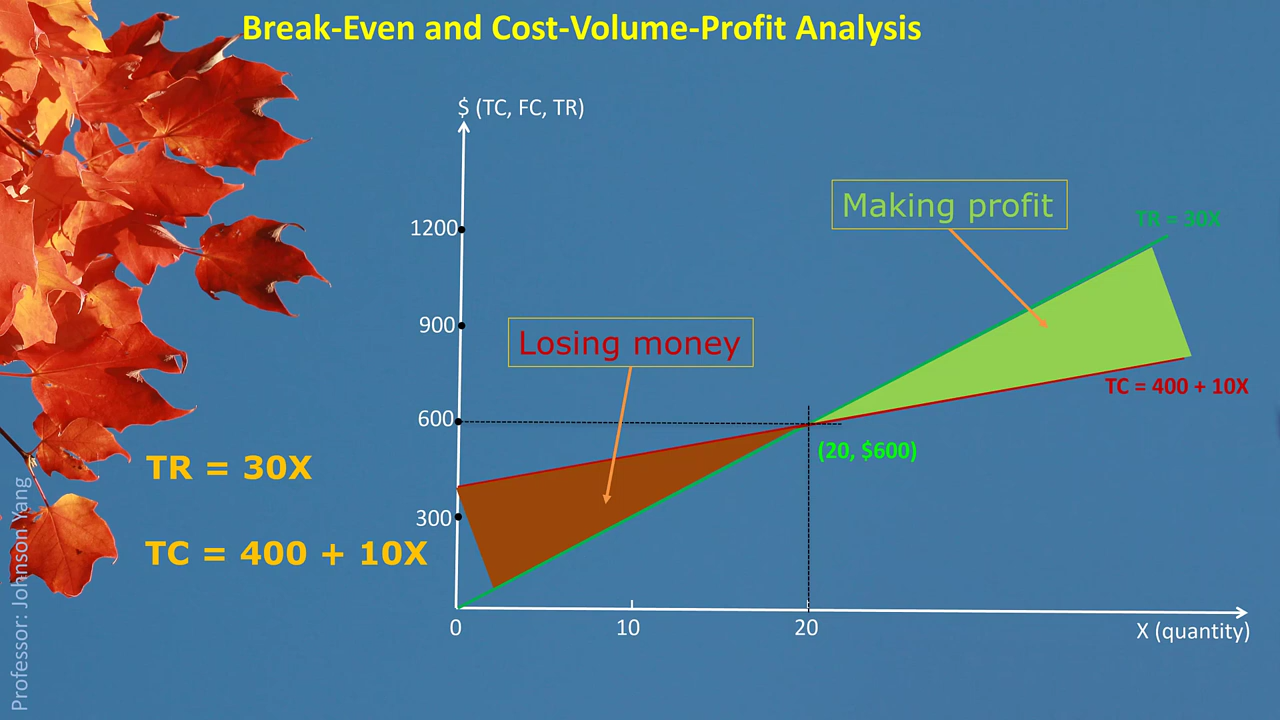 Break-Even and Cost-Volume-Profit Analysis
$ (TC, FC, TR)
1200
900
600
300
0
10
20
X (quantity)
Making profit
TR = 30X
Losing money
TC = 400 + 10X
(20, $600)
TR = 30X
TC = 400 + 10X
Professor: Johnson Yang